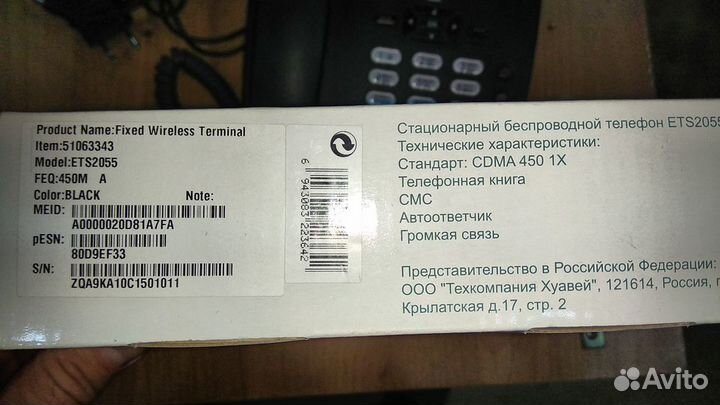 Product Name:Fixed Wireless Terminal
Item:51063343
Model:ETS2055
FEQ:450M A
Color:BLACK Note:
MEID:
A0000020D81A7FA
pESN:
80D9EF33
S/N:
ZQA9KA10C1501011
6 943083 223642
Стационарный беспроводной телефон ETS2055
Технические характеристики:
Стандарт: CDMA 450 1X
Телефонная книга
СМС
Автоответчик
Громкая связь
Представительство в Российской Федерации:
ООО "Техкомпания Хуавей", 121614, Россия, г
Крылатская д.17, стр. 2
Avito